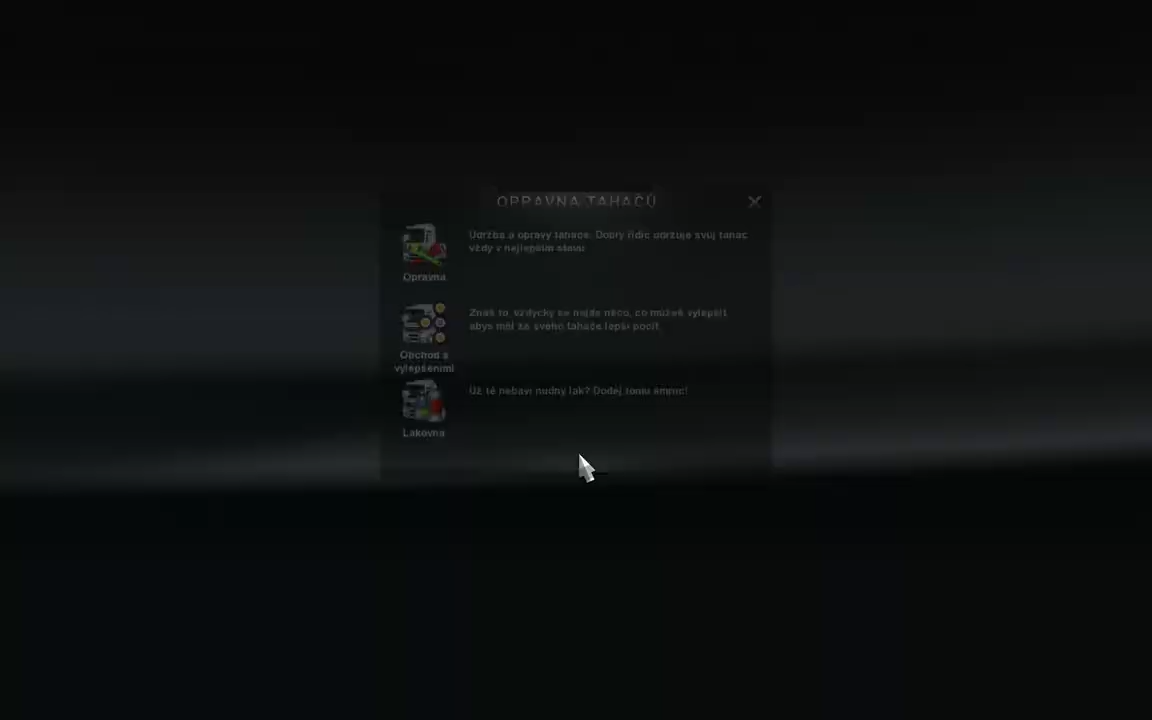 OPRAVNA TAHAČŮ
Údržba a opravy tahače. Dobrý řidič udržuje svůj tahač
vždy v nejlepším stavu.
Opravna
Znáš to, vždycky se najde něco, co můžeš vylepšit,
abys měl ze svého tahače lepší pocit.
Obchod s
vylepšeními
Už tě nebaví nudný lak? Dodej tomu šmrnc!
Lakovna